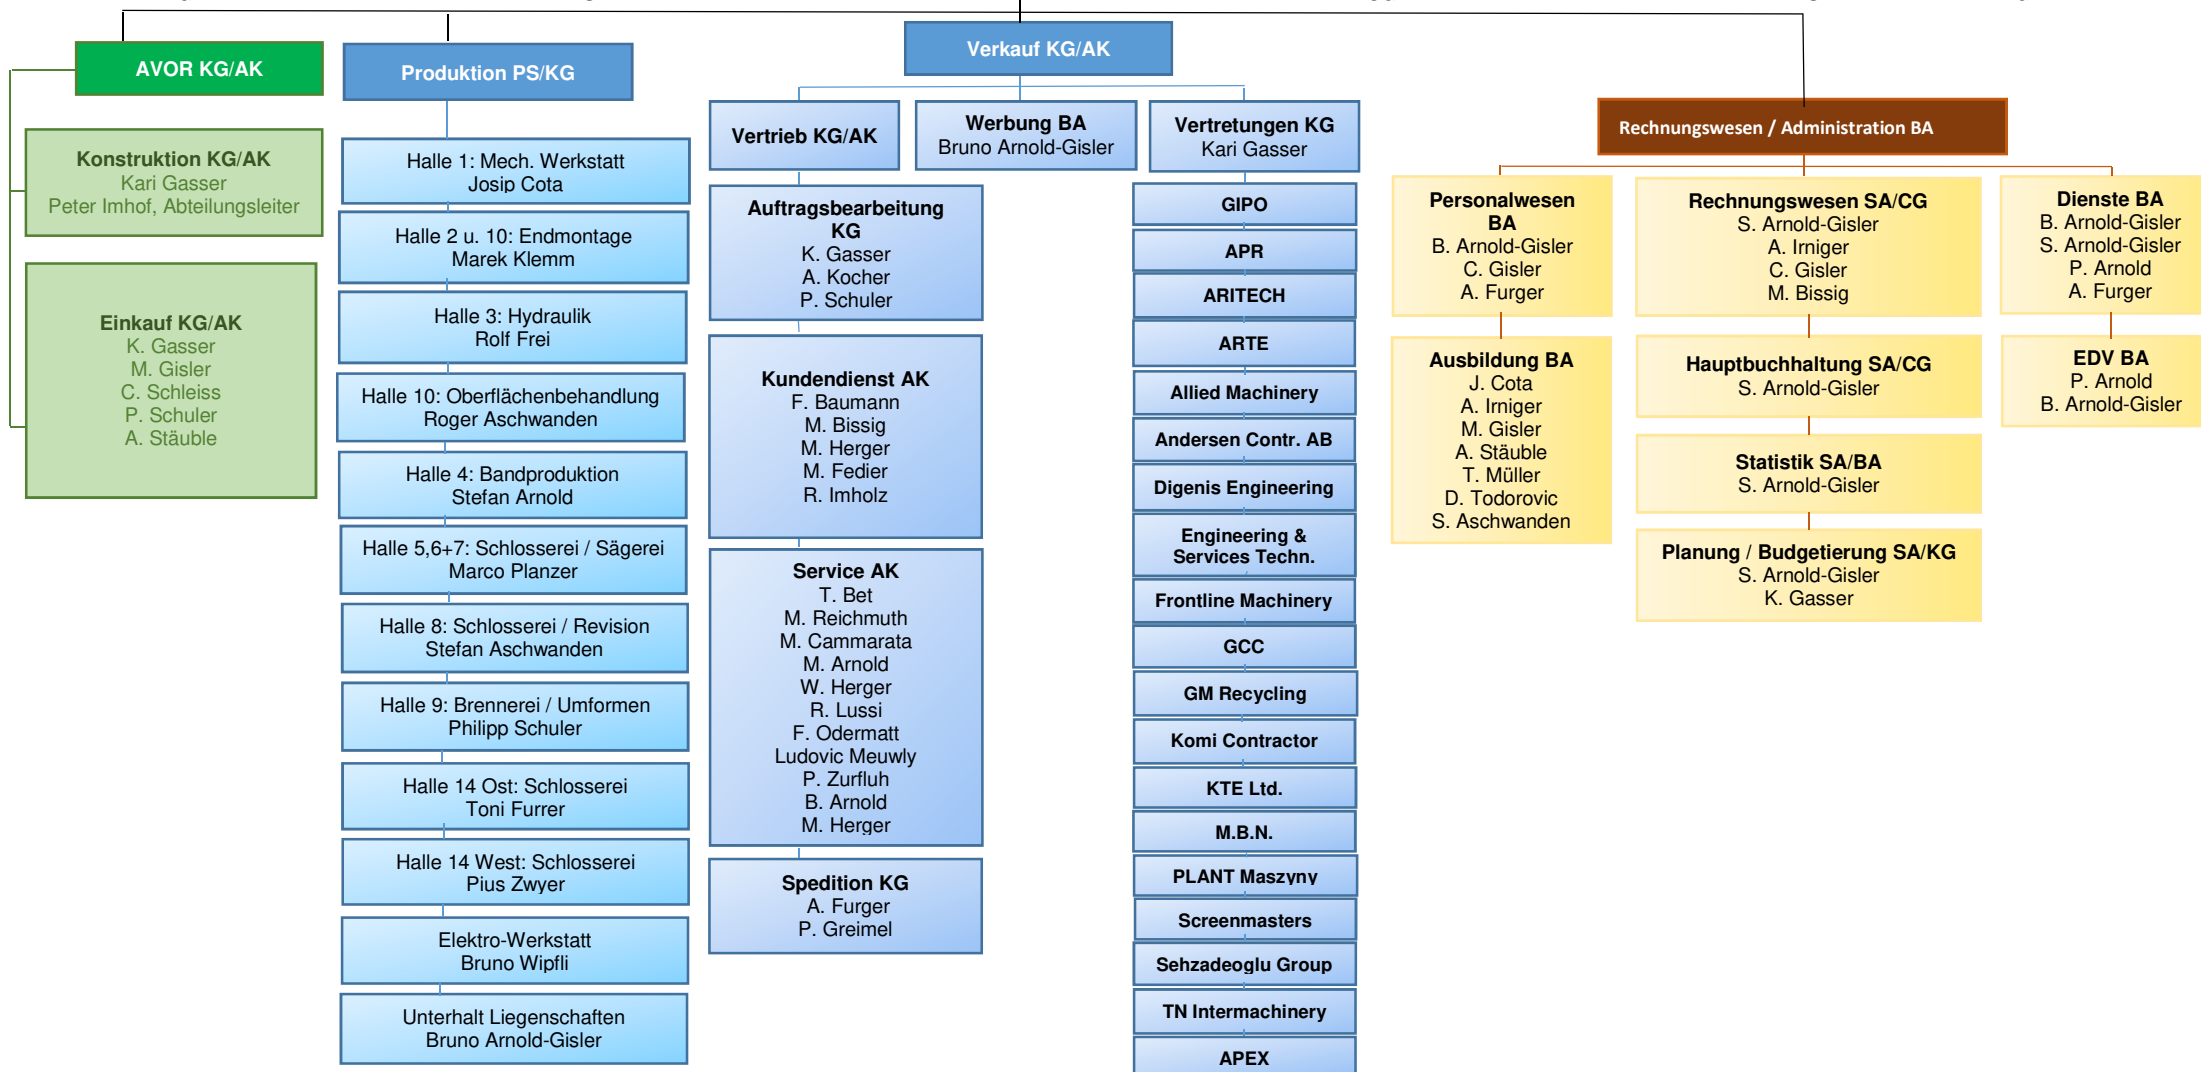 AVOR KG/AK
Konstruktion KG/AK
Kari Gasser
Peter Imhof, Abteilungsleiter
Einkauf KG/AK
K. Gasser
M. Gisler
C. Schleiss
P. Schuler
A. Stäuble
Produktion PS/KG
Halle 1: Mech. Werkstatt
Josip Cota
Halle 2 u. 10: Endmontage
Marek Klemm
Halle 3: Hydraulik
Rolf Frei
Halle 10: Oberflächenbehandlung
Roger Aschwanden
Halle 4: Bandproduktion
Stefan Arnold
Halle 5,6+7: Schlosserei / Sägerei
Marco Planzer
Halle 8: Schlosserei / Revision
Stefan Aschwanden
Halle 9: Brennerei / Umformen
Philipp Schuler
Halle 14 Ost: Schlosserei
Toni Furrer
Halle 14 West: Schlosserei
Pius Zwyer
Elektro-Werkstatt
Bruno Wipfli
Unterhalt Liegenschaften
Bruno Arnold-Gisler
Verkauf KG/AK
Vertrieb KG/AK
Auftragsbearbeitung
KG
K. Gasser
A. Kocher
P. Schuler
Kundendienst AK
F. Baumann
M. Bissig
M. Herger
M. Fedier
R. Imholz
Service AK
T. Bet
M. Reichmuth
M. Cammarata
M. Arnold
W. Herger
R. Lussi
F. Odermatt
Ludovic Meuwly
P. Zurfluh
B. Arnold
M. Herger
Spedition KG
A. Furger
P. Greimel
Werbung BA
Bruno Arnold-Gisler
Vertretungen KG
Kari Gasser
GIPO
APR
ARITECH
ARTE
Allied Machinery
Andersen Contr. AB
Digenis Engineering
Engineering &
Services Techn.
Frontline Machinery
GCC
GM Recycling
Komi Contractor
KTE Ltd.
M.B.N.
PLANT Maszyny
Screenmasters
Sehzadeoglu Group
TN Intermachinery
APEX
Rechnungswesen / Administration BA
Personalwesen
BA
B. Arnold-Gisler
C. Gisler
A. Furger
Ausbildung BA
J. Cota
A. Irniger
M. Gisler
A. Stäuble
T. Müller
D. Todorovic
S. Aschwanden
Rechnungswesen SA/CG
S. Arnold-Gisler
A. Irniger
C. Gisler
M. Bissig
Hauptbuchhaltung SA/CG
S. Arnold-Gisler
Statistik SA/BA
S. Arnold-Gisler
Planung / Budgetierung SA/KG
S. Arnold-Gisler
K. Gasser
Dienste BA
B. Arnold-Gisler
S. Arnold-Gisler
P. Arnold
A. Furger
EDV BA
P. Arnold
B. Arnold-Gisler